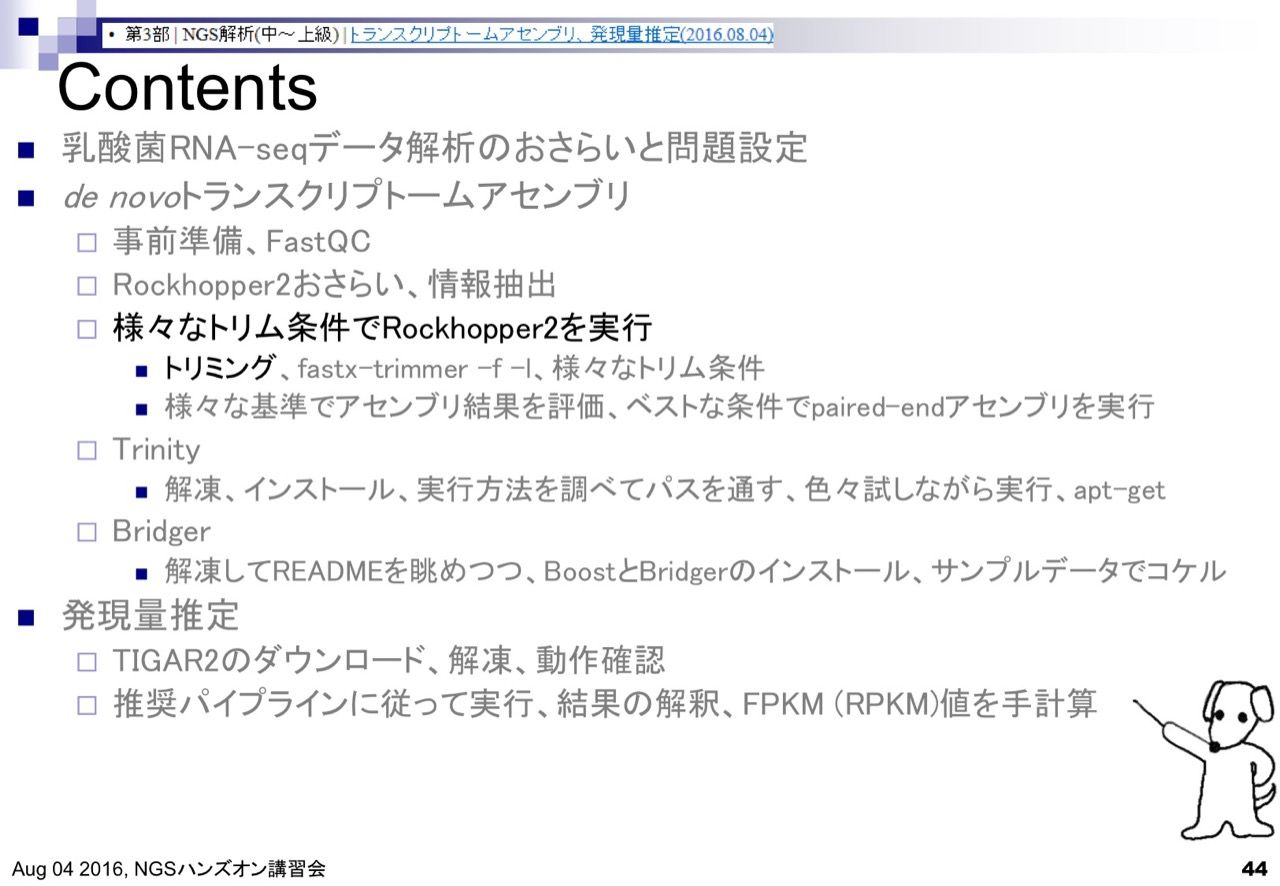 • 第3部 | NGS解析(中～上級) | トランスクリプトームアセンブリ、発現量推定(2016.08.04)
Contents
乳酸菌RNA-seqデータ解析のおさらいと問題設定
de novoトランスクリプトームアセンブリ
事前準備、FastQC
Rockhopper2おさらい、情報抽出
様々なトリム条件でRockhopper2を実行
トリミング、fastx-trimmer -f -l、様々なトリム条件
様々な基準でアセンブリ結果を評価、ベストな条件でpaired-endアセンブリを実行
Trinity
解凍、インストール、実行方法を調べてパスを通す、色々試しながら実行、apt-get
Bridger
解凍してREADMEを眺めつつ、BoostとBridgerのインストール、サンプルデータでコケル
発現量推定
TIGAR2のダウンロード、解凍、動作確認
推奨パイプラインに従って実行、結果の解釈、FPKM (RPKM)値を手計算
Aug 04 2016, NGSハンズオン講習会
44